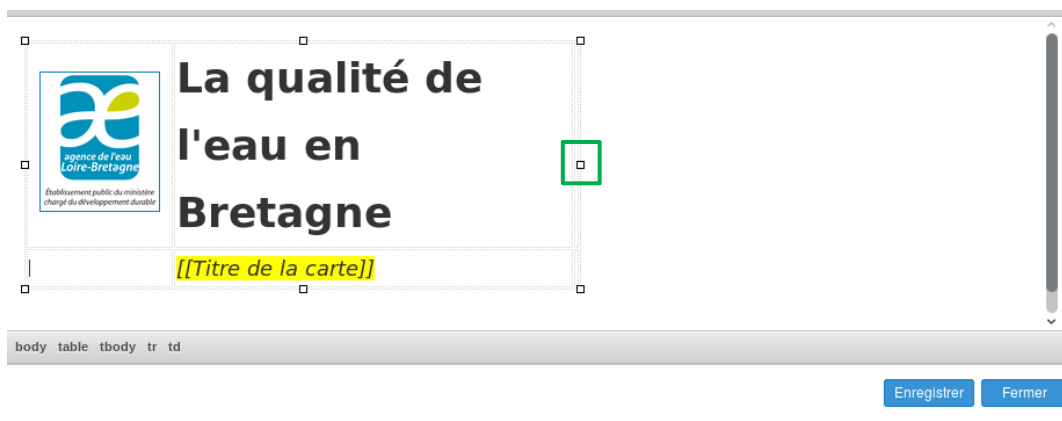 La qualité de
l'eau en
Bretagne
agence de l'eau
Loire-Bretagne
Établissement public du ministère
chargé du développement durable
[[Titre de la carte]]
body table tbody tr td
Enregistrer Fermer